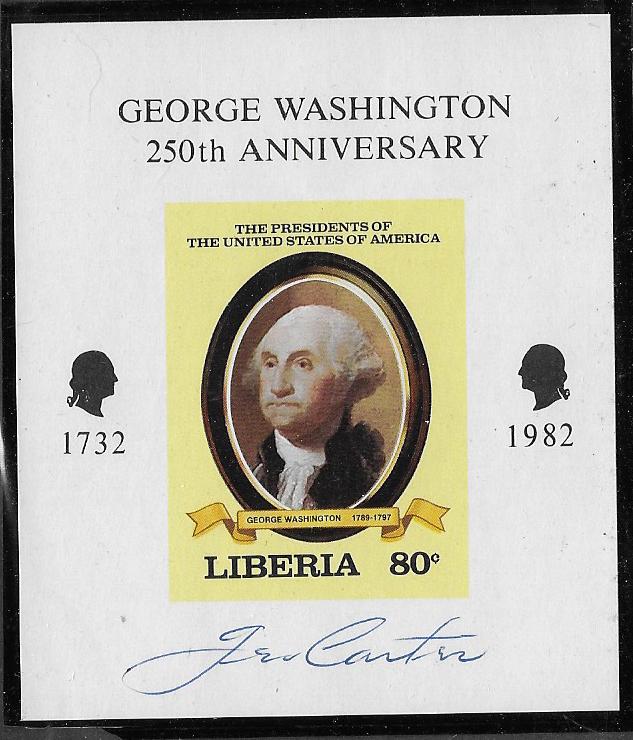 GEORGE WASHINGTON
250th ANNIVERSARY
THE PRESIDENTS OF
THE UNITED STATES OF AMERICA
1732
1982
GEORGE WASHINGTON 1789-1797
LIBERIA 80¢
Carter